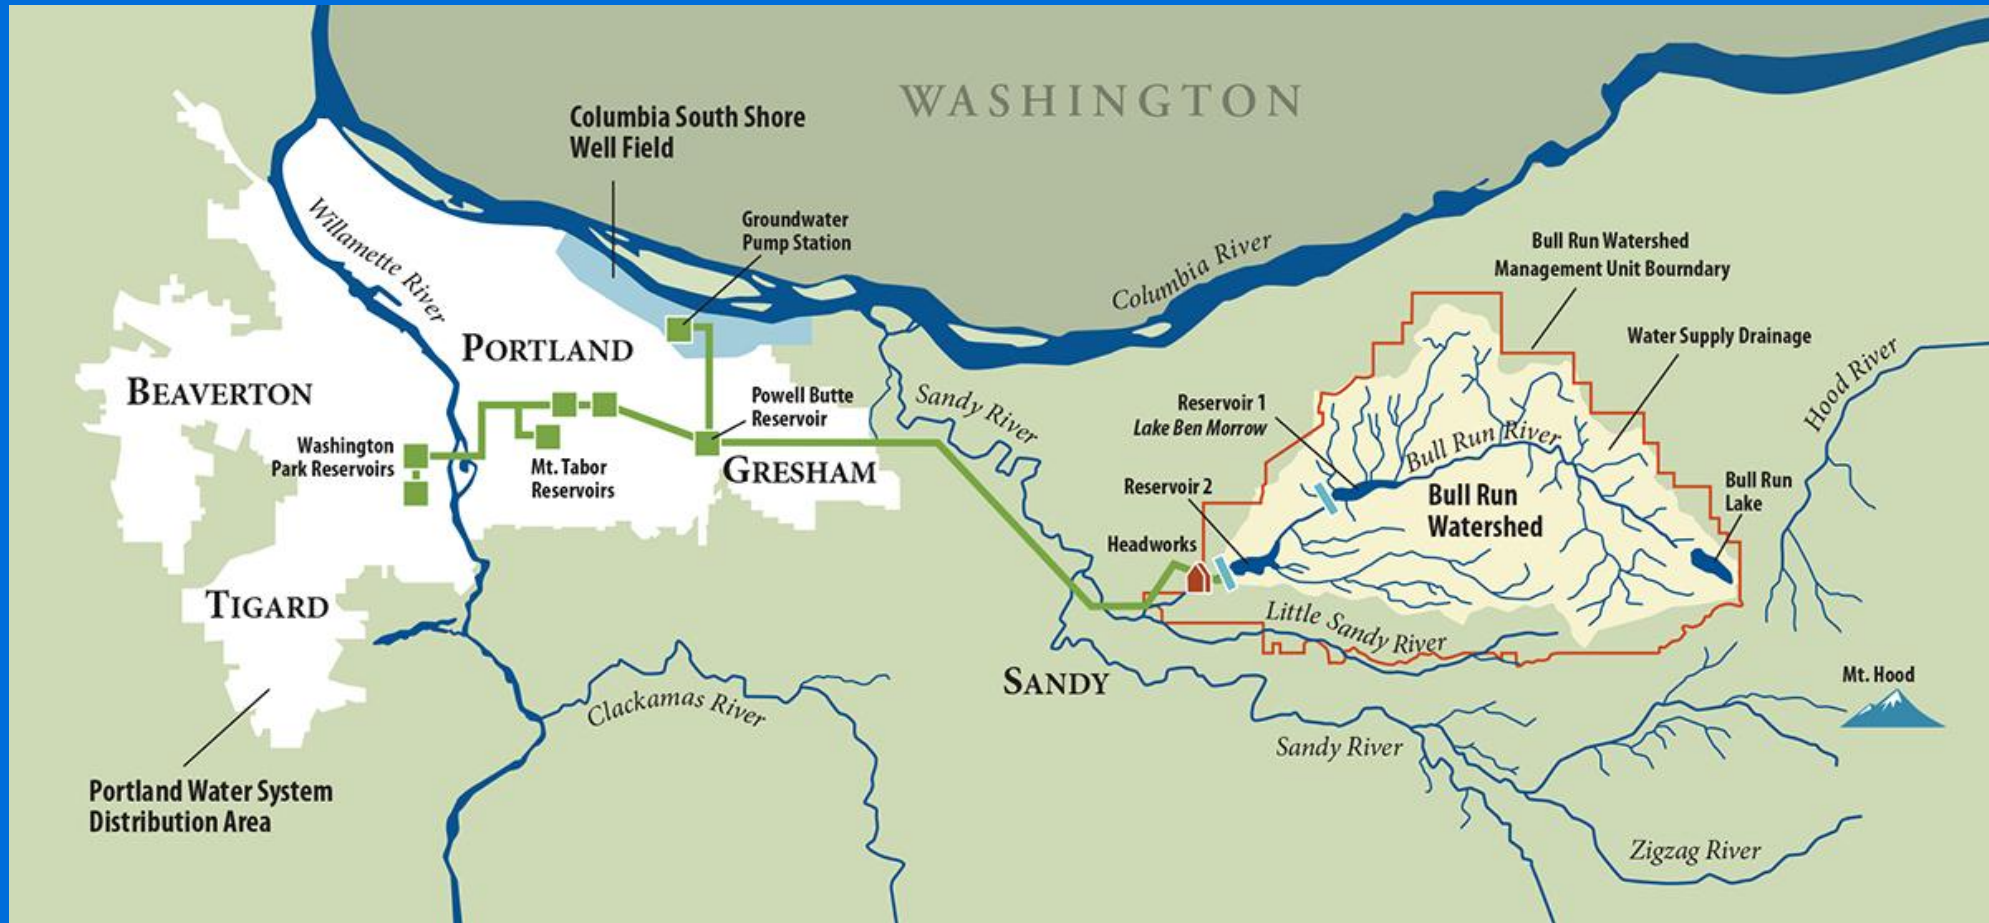 WASHINGTON
Columbia South Shore
Well Field
Groundwater
Pump Station
Willamette River
Columbia River
Bull Run Watershed
Management Unit Bourndary
Water Supply Drainage
Hood River
PORTLAND
BEAVERTON
Powell Butte
Reservoir
Sandy River
Reservoir 1
Lake Ben Morrow
Bull Run River
Washington
Park Reservoirs
Mt. Tabor
Reservoirs
GRESHAM
Reservoir 2
Bull Run
Watershed
Bull Run
Lake
Headworks
TIGARD
Little Sandy River
SANDY
Mt. Hood
Clackamas River
Sandy River
Portland Water System
Distribution Area
Zigzag River